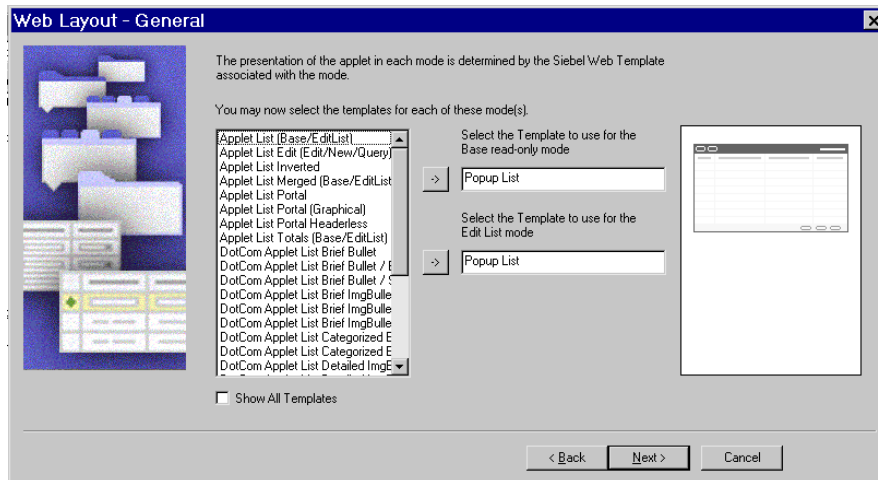 Web Layout - General
The presentation of the applet in each mode is determined by the Siebel Web Template
associated with the mode.
You may now select the templates for each of these mode(s).
Applet List (Base/EditList)
Applet List Edit (Edit/New/Query)
Applet List Inverted
Applet List Merged (Base/EditList
Applet List Portal
Applet List Portal (Graphical)
Applet List Portal Headerless
Applet List Totals (Base/EditList)
DotCom Applet List Brief Bullet
DotCom Applet List Brief Bullet / B
DotCom Applet List Brief Bullet / S
DotCom Applet List Brief ImgBulle
DotCom Applet List Brief ImgBulle
DotCom Applet List Brief ImgBulle
DotCom Applet List Categorized B
DotCom Applet List Categorized B
DotCom Applet List Detailed ImgB
Select the Template to use for the
Base read-only mode
->
Popup List
Select the Template to use for the
Edit List mode
->
Popup List
Show All Templates
< Back
Next >
Cancel